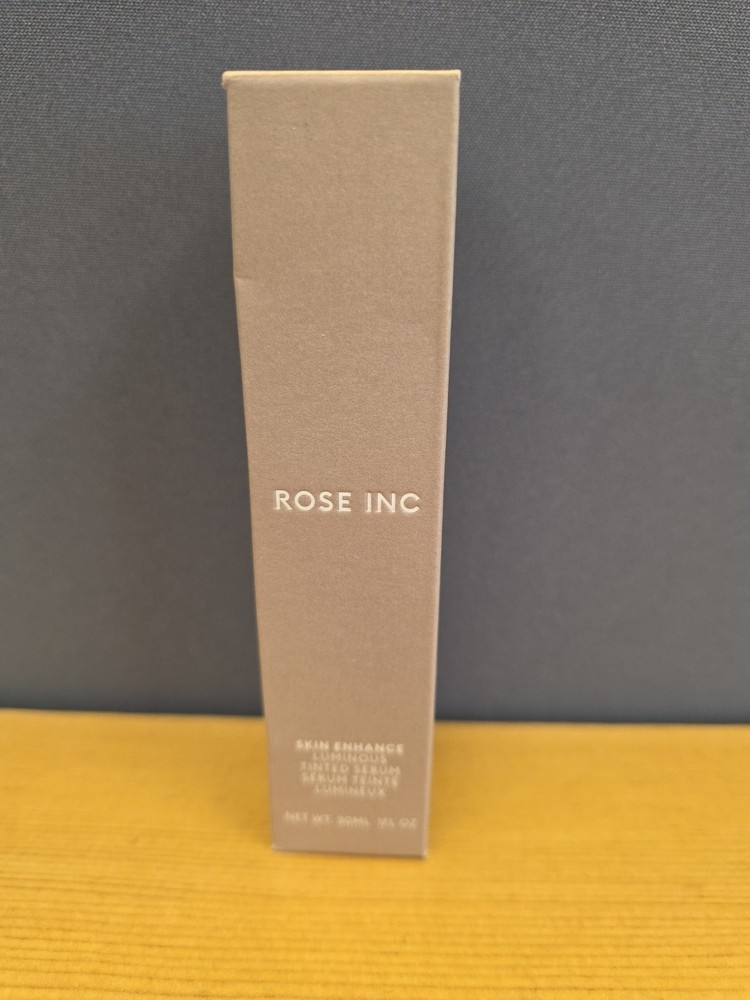 ROSE INC
SKIN ENHANCE
LUMINOUS
TINTED SERUM
SÉRUM TEINTÉ
LUMINEUX
NET WT. 30ML 1FL OZ